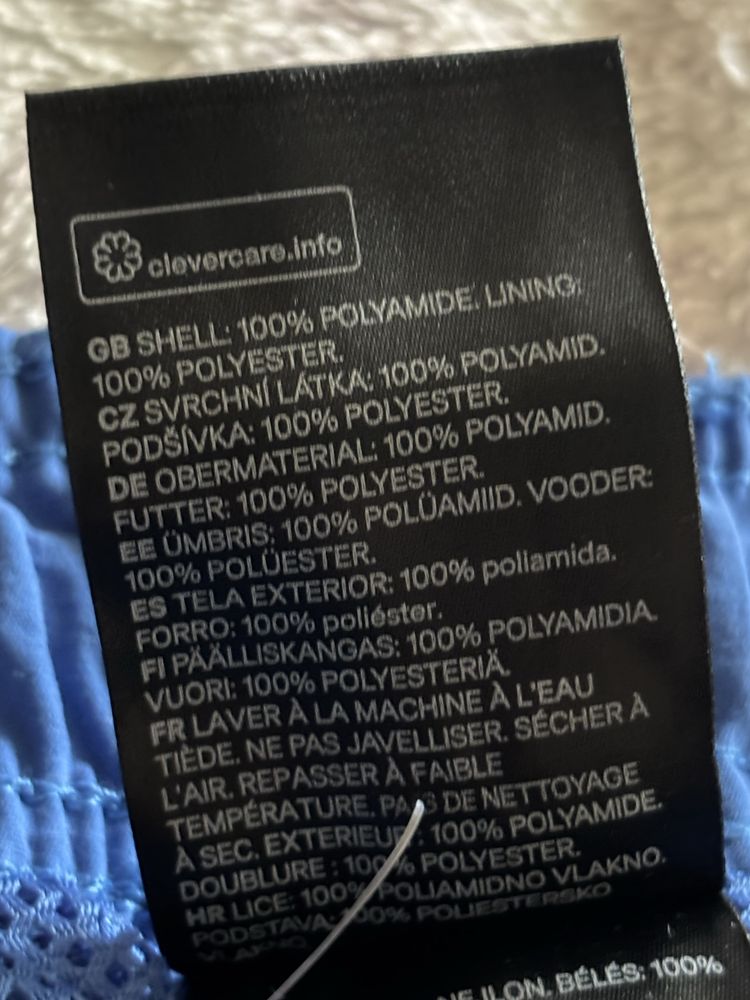 clevercare.info
GB SHELL: 100% POLYAMIDE. LINING:
100% POLYESTER.
CZ SVRCHNÍ LÁTKA: 100% POLYAMID.
PODŠÍVKA: 100% POLYESTER.
DE OBERMATERIAL: 100% POLYAMID.
FUTTER: 100% POLYESTER.
EE ÜMBRIS: 100% POLÜAMIID. VOODER:
100% POLÜESTER.
ES TELA EXTERIOR: 100% poliamida.
FORRO: 100% poliéster.
FI PÄÄLLISKANGAS: 100% POLYAMIDIA.
VUORI: 100% POLYESTERIÄ.
FR LAVER À LA MACHINE À L'EAU
TIÈDE. NE PAS JAVELLISER. SÉCHER À
L'AIR. REPASSER À FAIBLE
TEMPÉRATURE. PAS DE NETTOYAGE
À SEC. EXTERIEUR : 100% POLYAMIDE.
DOUBLURE : 100% POLYESTER.
HR LICE: 100% POLIAMIDNO VLAKNO.
PODSTAVA: 100% POLIESTERSKO
VLAKNO.
BÉLÉS: 100%